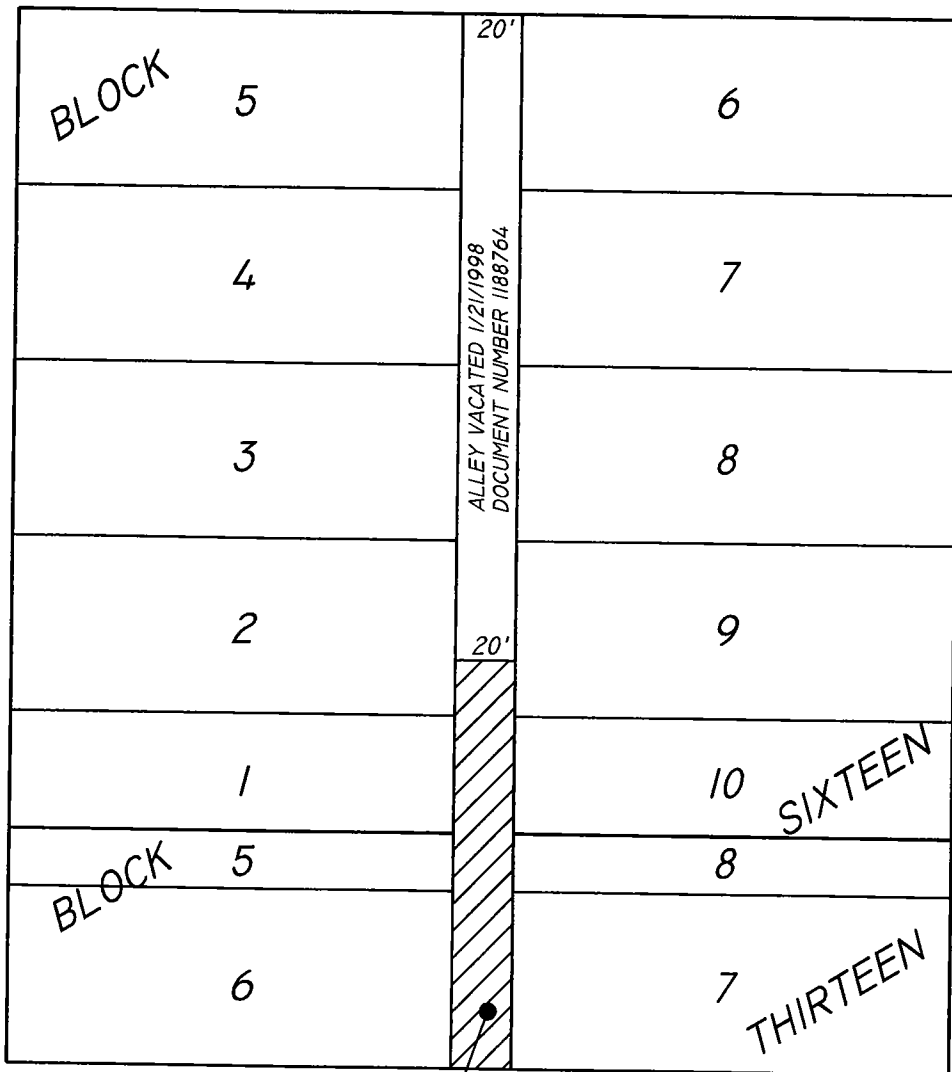 20'
BLOCK
5
6
4
7
ALLEY VACATED 1/21/1998
DOCUMENT NUMBER 1188764
3
8
2
9
20'
1
10
SIXTEEN
BLOCK
5
8
6
7
THIRTEEN